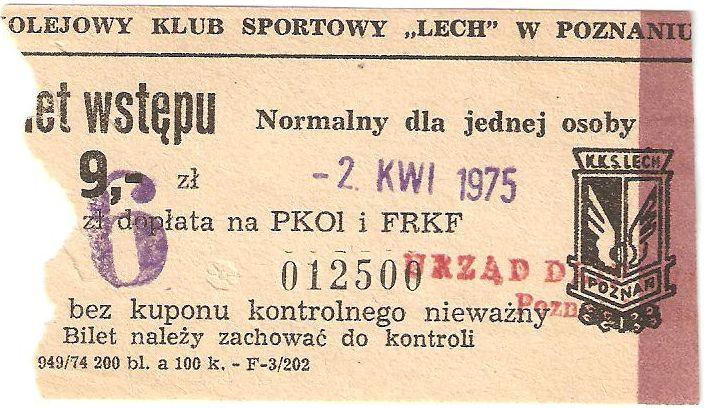 OLEJOWY KLUB SPORTOWY „LECH" W POZNANIU
let wstępu Normalny dla jednej osoby
9,- zł
-2. KWI 1975
6
zł dopłata na PKOl i FRKF
012500
URZĄD D
Pozn
bez kuponu kontrolnego nieważny
Bilet należy zachować do kontroli
949/74 200 bl. a 100 k. - F-3/202
K.K.S. LECH
POZNAŃ